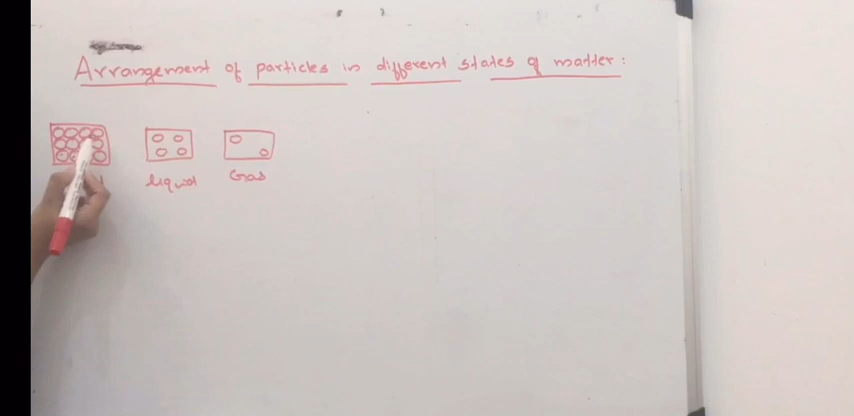 Arrangement of particles in different states of matter:
liquid Gas